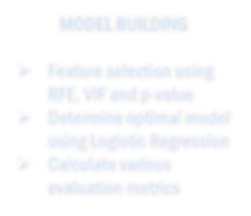 MODEL BUILDING
➢ Feature selection using
RFE, VIF and p-value
➢ Determine optimal model
using Logistic Regression
➢ Calculate various
evaluation metrics